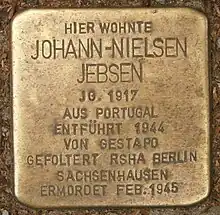 HIER WOHNTE
JOHANN-NIELSEN
JEBSEN
JG. 1917
AUS PORTUGAL
ENTFÜHRT 1944
VON GESTAPO
GEFOLTERT RSHA BERLIN
SACHSENHAUSEN
ERMORDET FEB. 1945